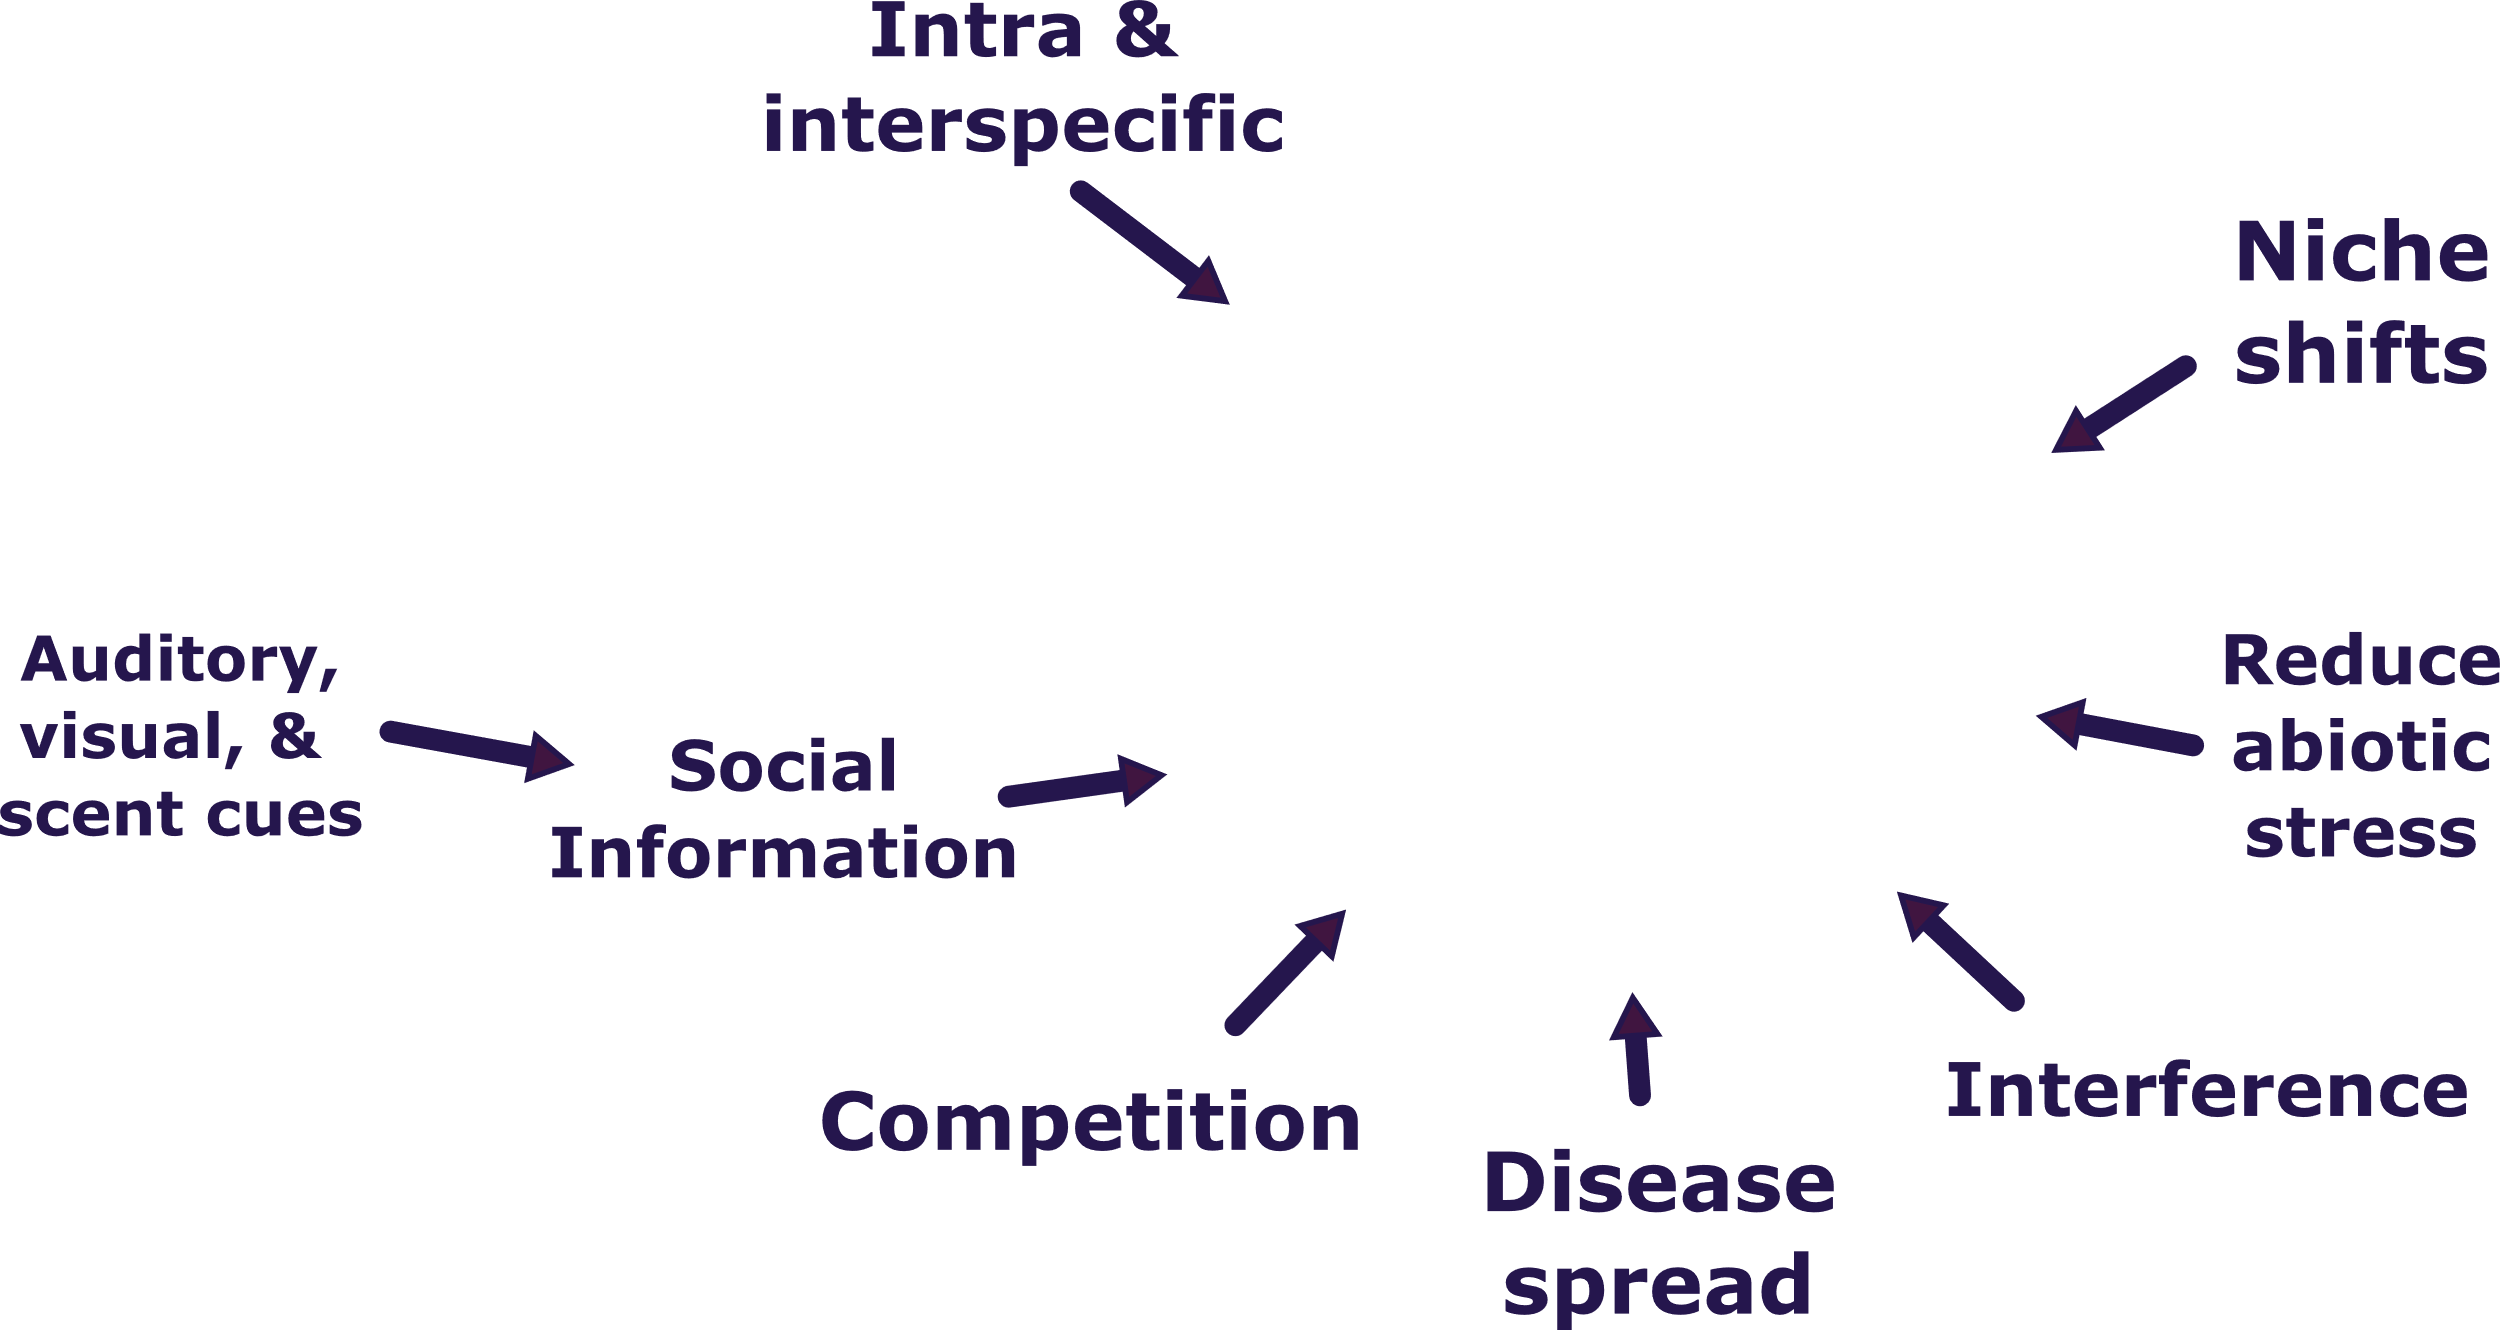 Intra &
interspecific
Niche
shifts
Auditory,
visual, &
scent cues
Social
Information
Reduce
abiotic
stress
Competition
Interference
Disease
spread